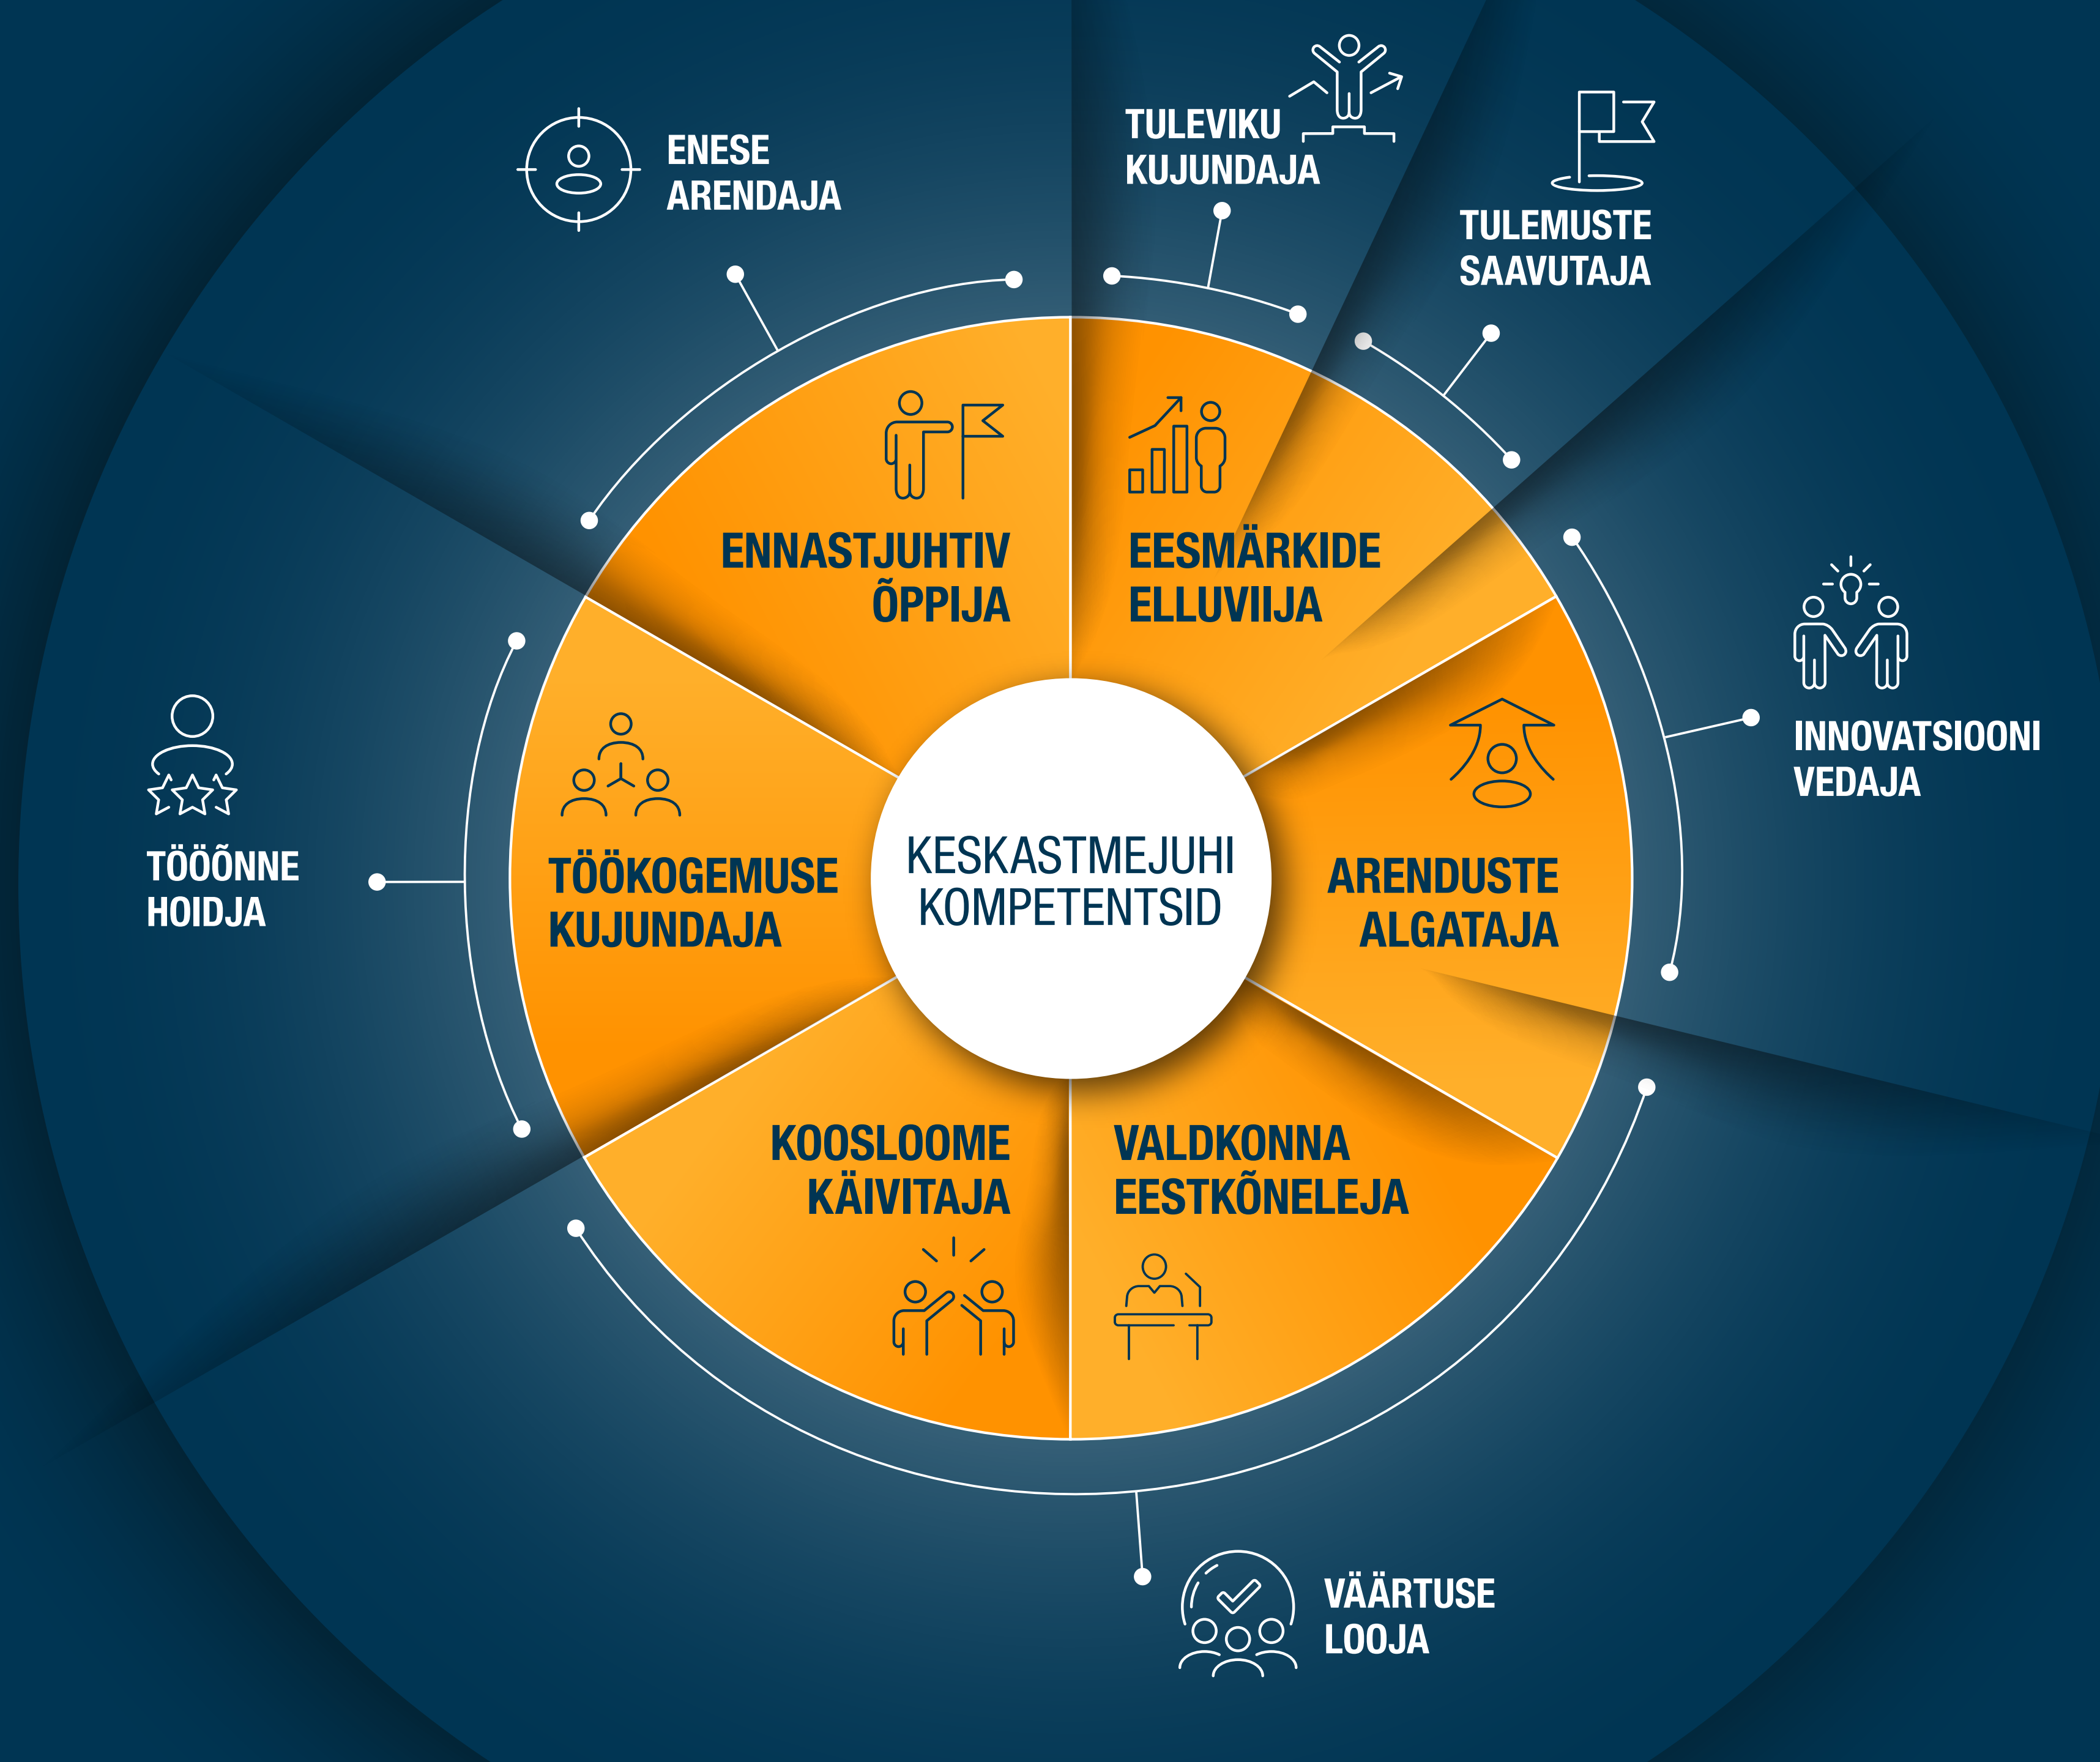 ENESE
ARENDAJA
TULEVIKU
KUJUNDAJA
TULEMUSTE
SAAVUTAJA
INNOVATSIOONI
VEDAJA
TÖÖÕNNE
HOIDJA
VÄÄRTUSE
LOOJA
ENNASTJUHTIV
ÕPPIJA
EESMÄRKIDE
ELLUVIIJA
TÖÖKOGEMUSE
KUJUNDAJA
KESKASTMEJUHI
KOMPETENTSID
ARENDUSTE
ALGATAJA
KOOSLOOME
KÄIVITAJA
VALDKONNA
EESTKÕNELEJA